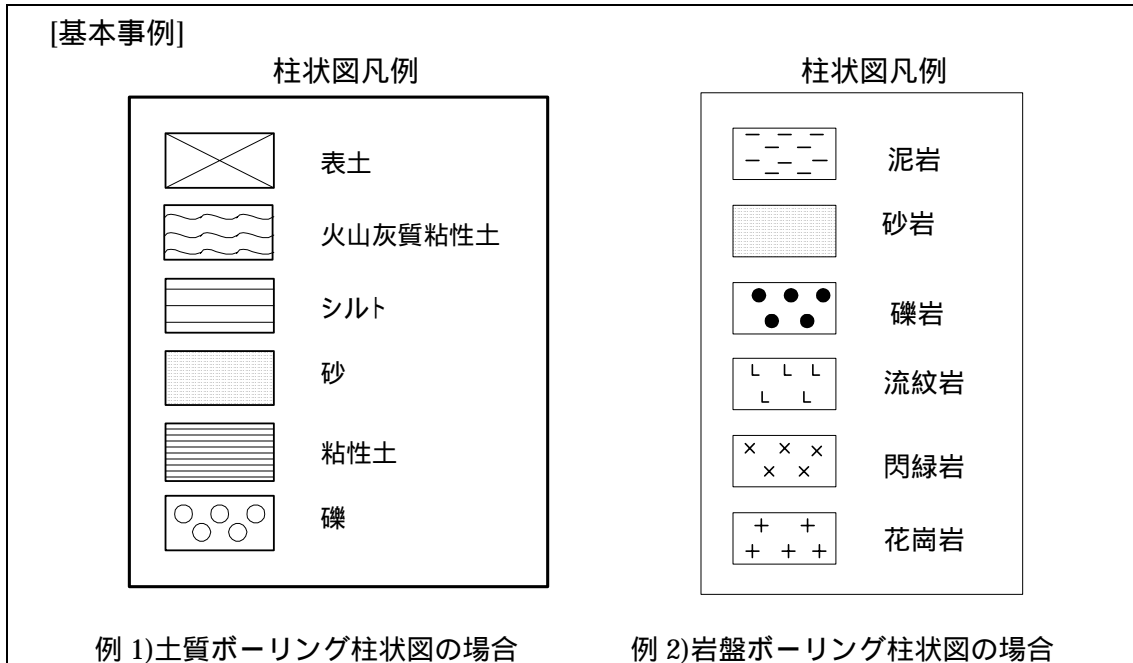 [基本事例]
柱状図凡例
表土
火山灰質粘性土
シルト
砂
粘性土
礫
例 1)土質ボーリング柱状図の場合
柱状図凡例
泥岩
砂岩
礫岩
流紋岩
閃緑岩
花崗岩
例 2)岩盤ボーリング柱状図の場合